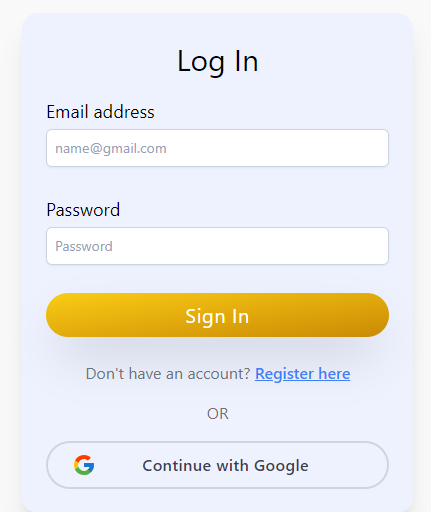 Log In
Email address
name@gmail.com
Password
Password
Sign In
Don't have an account? Register here
OR
Continue with Google